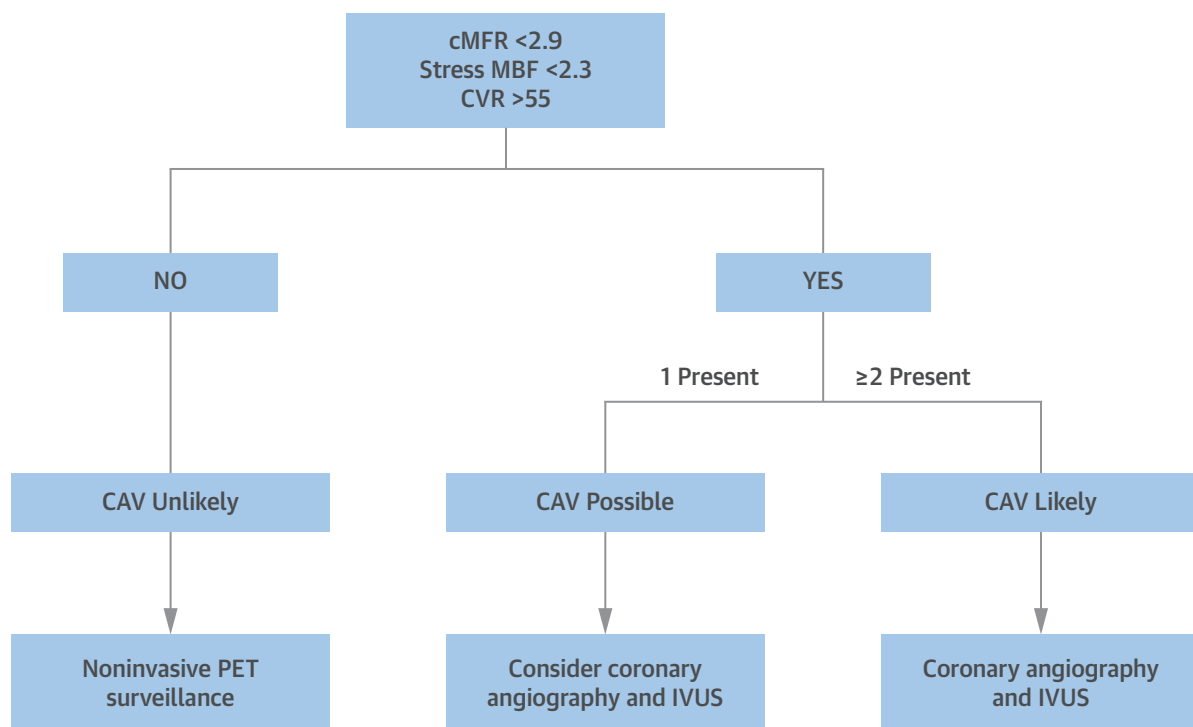 cMFR <2.9
Stress MBF <2.3
CVR >55
NO
YES
1 Present
≥2 Present
CAV Unlikely
CAV Possible
CAV Likely
Noninvasive PET
surveillance
Consider coronary
angiography and IVUS
Coronary angiography
and IVUS